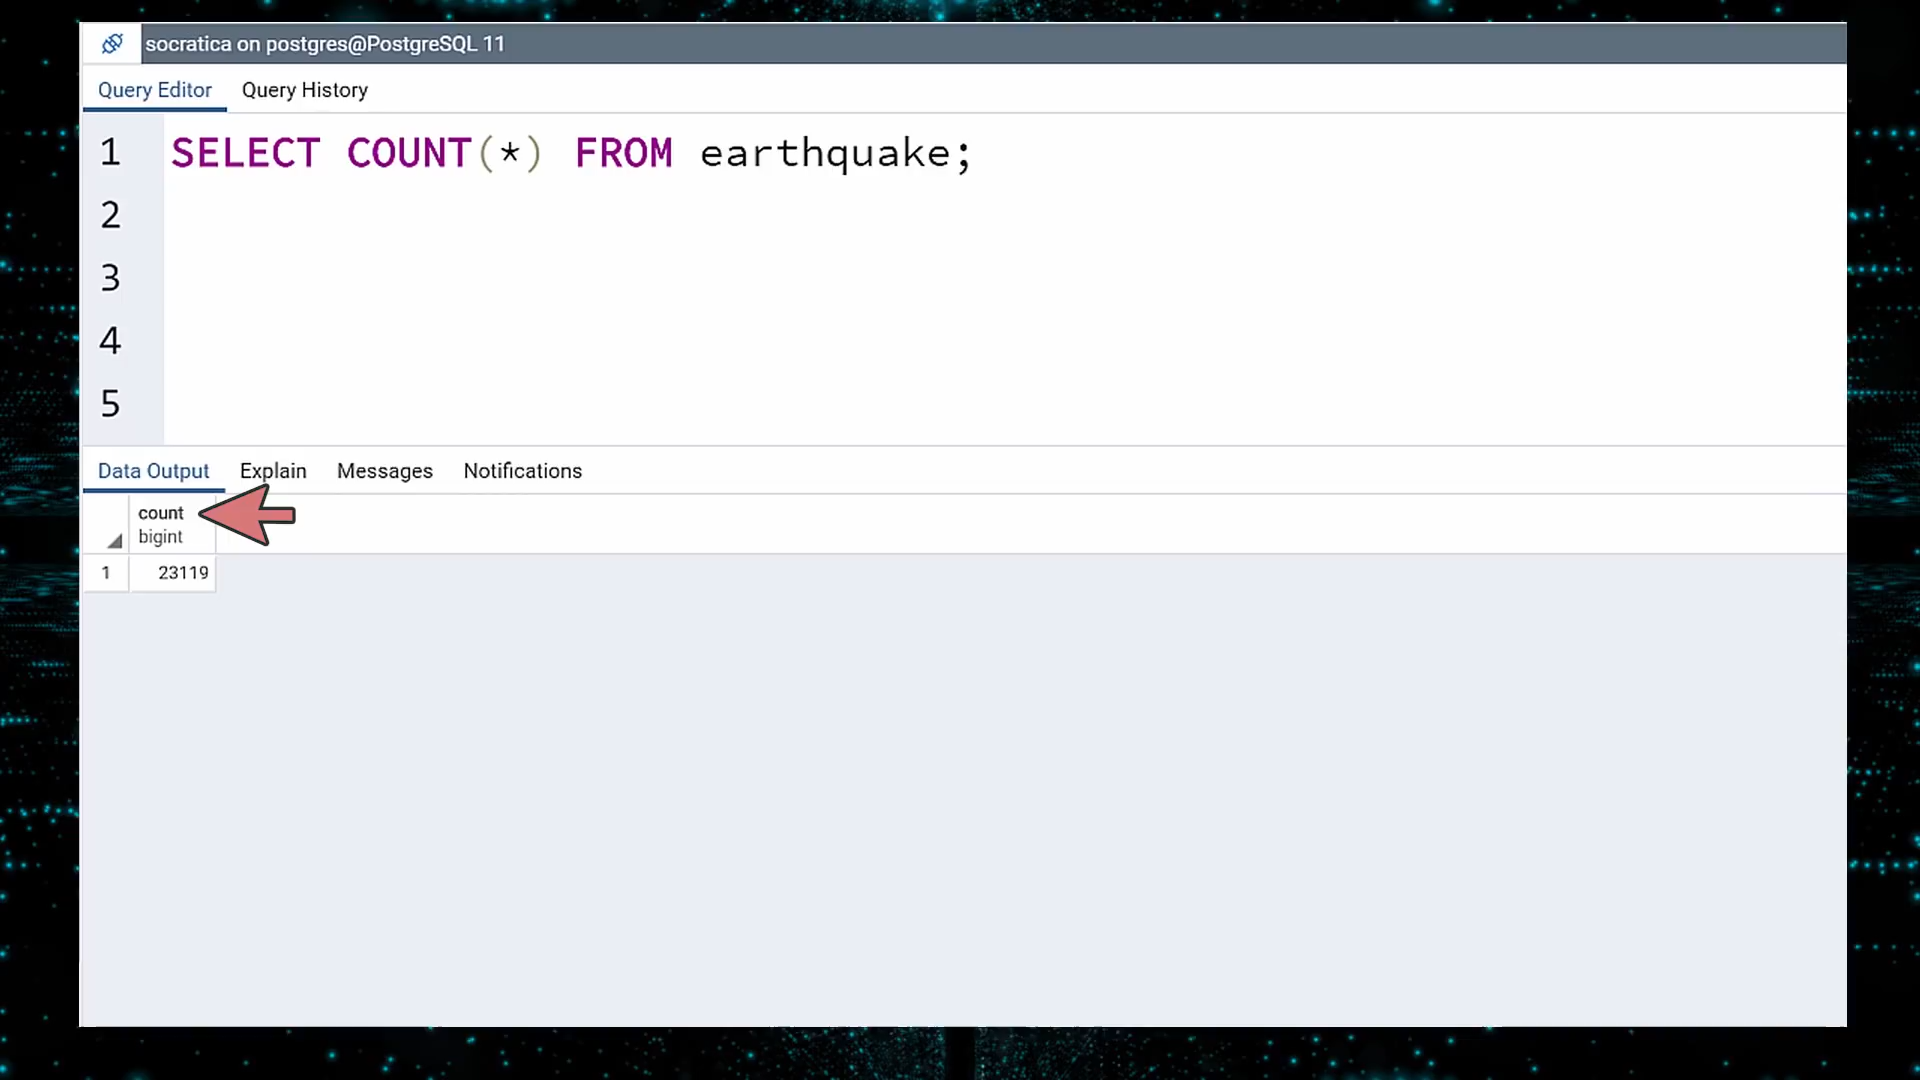 socratica on postgres@PostgreSQL 11
Query Editor Query History
1 SELECT COUNT(*) FROM earthquake;
2
3
4
5
Data Output Explain Messages Notifications
count
bigint
1 23119